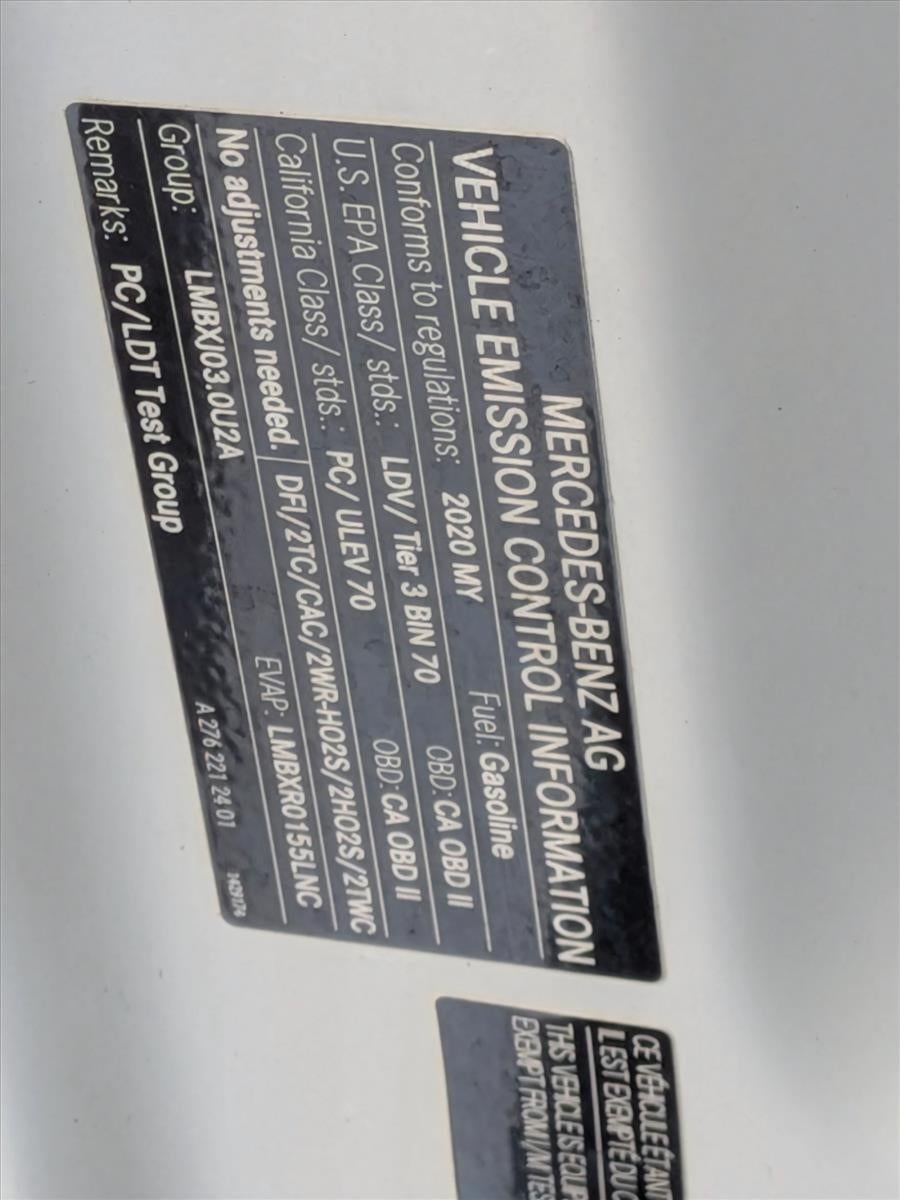 MERCEDES-BENZ AG
VEHICLE EMISSION CONTROL INFORMATION
Fuel: Gasoline
Conforms to regulations: 2020 MY OBD: CA OBD II
U.S. EPA Class/ stds.: LDV/ Tier 3 BIN 70 OBD: CA OBD II
California Class/ stds.: PC/ ULEV 70
No adjustments needed. DFI/2TC/CAC/2WR-HO2S/2HO2S/2TWC
Group: LMBXJ03.0U2A EVAP: LMBXR0155LNC
Remarks: PC/LDT Test Group
A 276 221 24 01
1429174
CE VÉHICULE ÉTANT
L EST EXEMPTÉ DU
THIS VEHICLE IS
EXEMPT FROM I/M